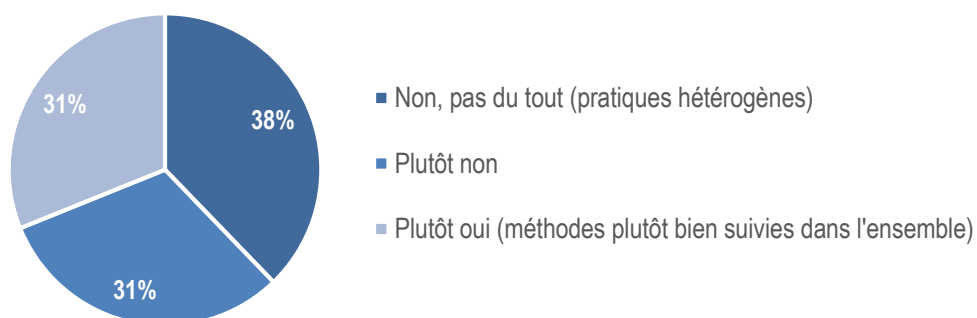 31%
38%
31%
Non, pas du tout (pratiques hétérogènes)
Plutôt non
Plutôt oui (méthodes plutôt bien suivies dans l'ensemble)